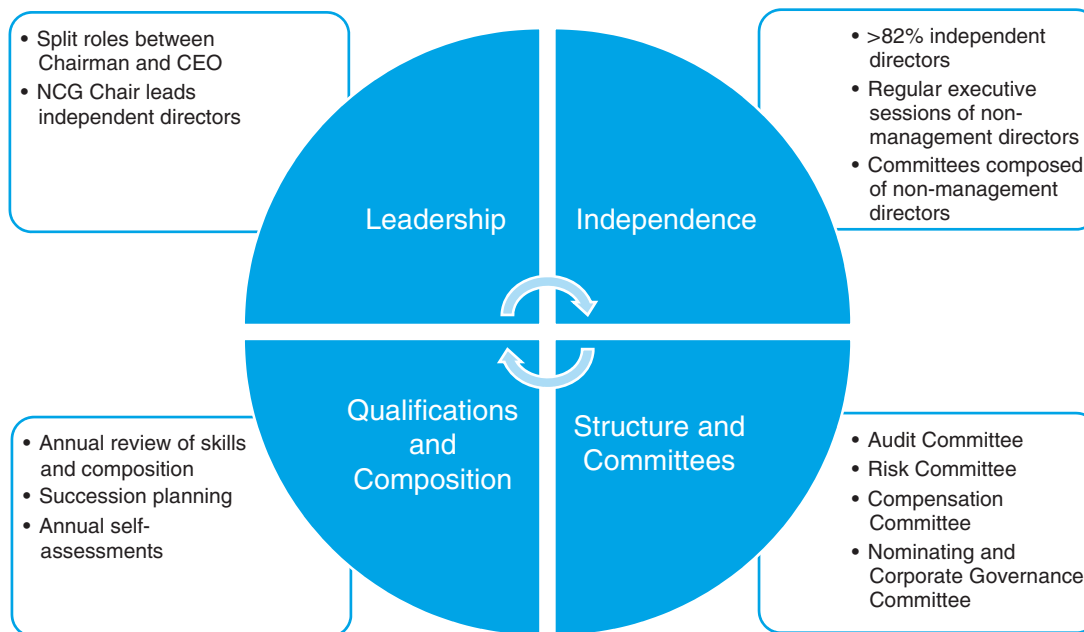 • Split roles between
Chairman and CEO
• NCG Chair leads
independent directors
Leadership
Independence
• >82% independent
directors
• Regular executive
sessions of non-
management directors
• Committees composed
of non-management
directors
• Annual review of skills
and composition
• Succession planning
• Annual self-
assessments
Qualifications
and
Composition
Structure and
Committees
• Audit Committee
• Risk Committee
• Compensation
Committee
• Nominating and
Corporate Governance
Committee